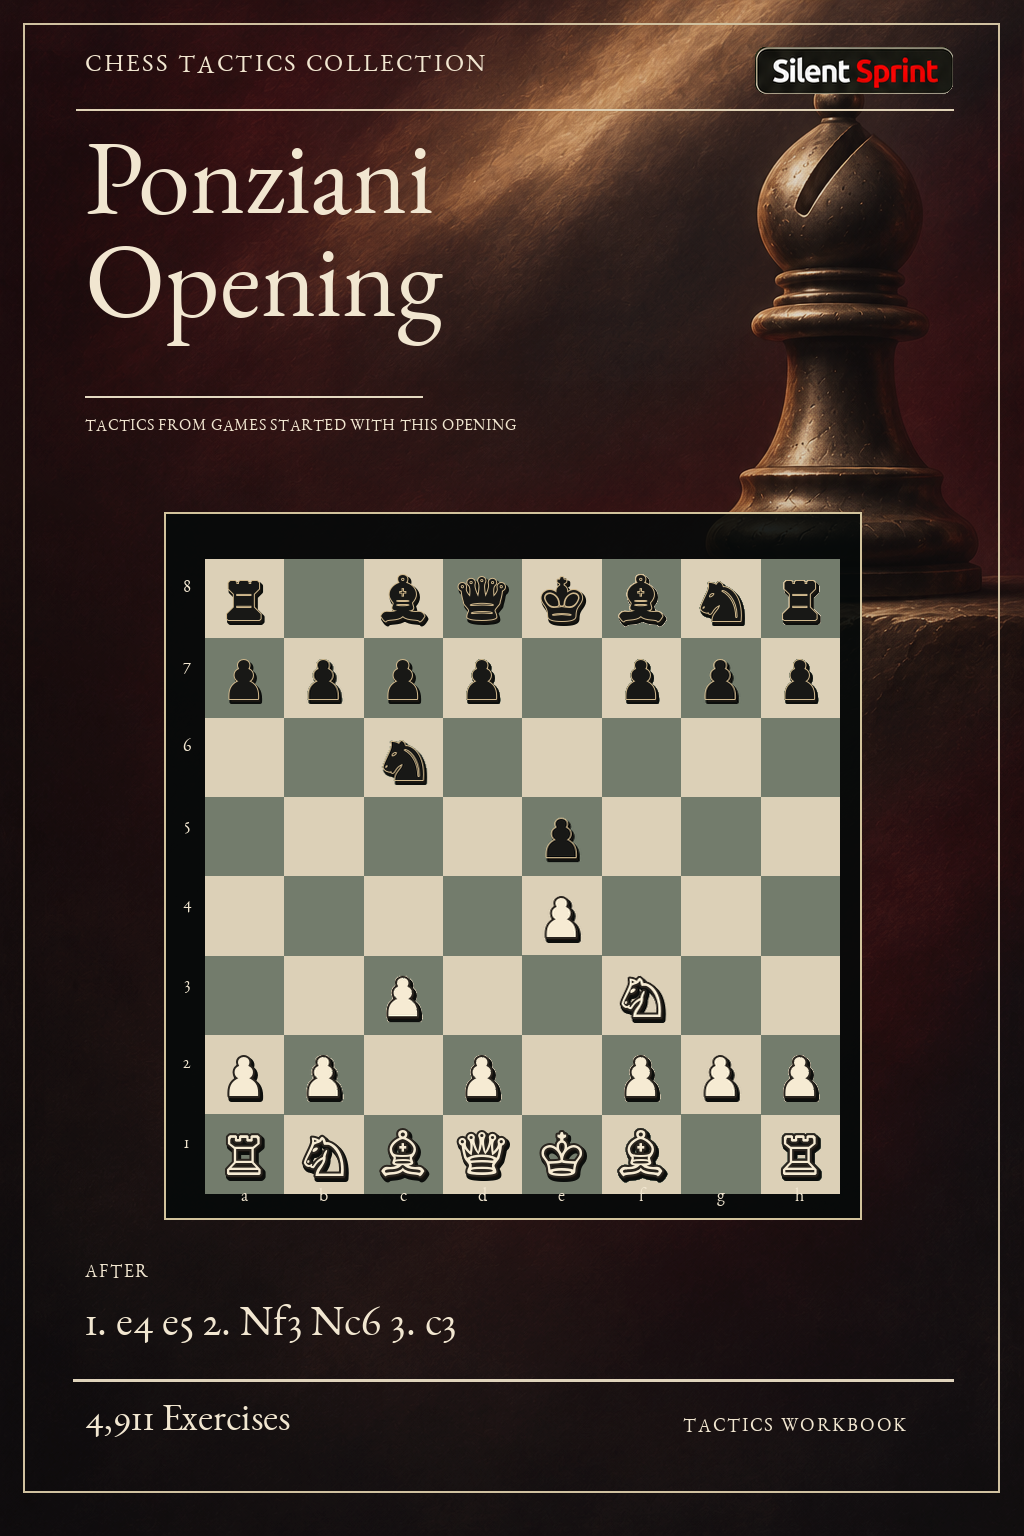 CHESS TACTICS COLLECTION
Silent Sprint
Ponziani
Opening
TACTICS FROM GAMES STARTED WITH THIS OPENING
8
7
6
5
4
3
2
1
a b c d e f g h
AFTER
1. e4 e5 2. Nf3 Nc6 3. c3
4,911 Exercises
TACTICS WORKBOOK